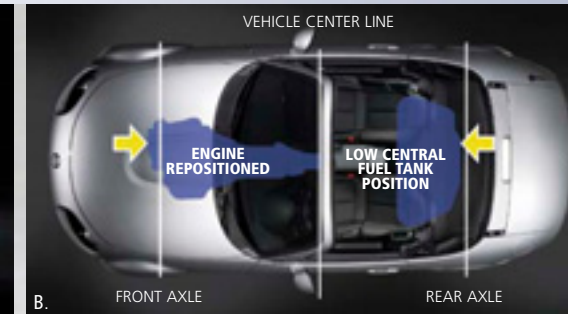 VEHICLE CENTER LINE
ENGINE
REPOSITIONED
LOW CENTRAL
FUEL TANK
POSITION
B.
FRONT AXLE
REAR AXLE